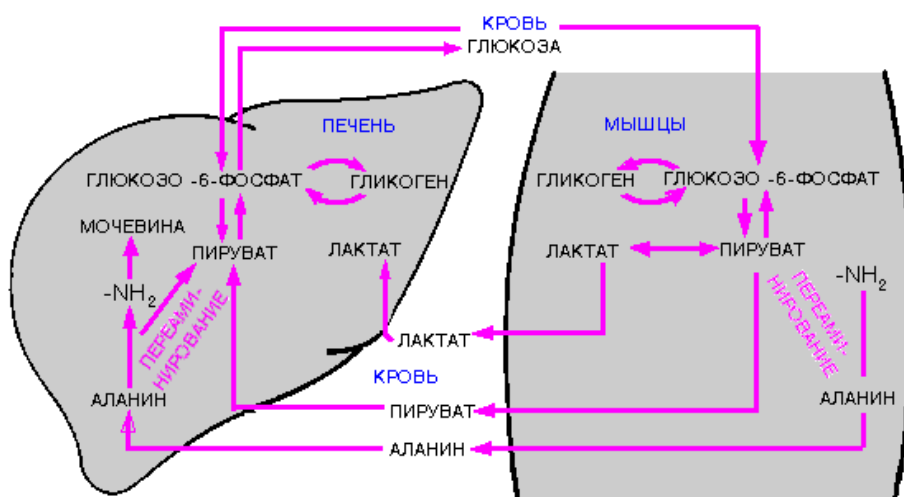 КРОВЬ
ГЛЮКОЗА
ПЕЧЕНЬ
МЫШЦЫ
ГЛЮКОЗО -6-ФОСФАТ
ГЛИКОГЕН
ГЛИКОГЕН
ГЛЮКОЗО -6-ФОСФАТ
МОЧЕВИНА
ПИРУВАТ
ЛАКТАТ
ЛАКТАТ
ПИРУВАТ
-NH2
ПЕРЕАМИ-
НИРОВАНИЕ
-NH2
ПЕРЕАМИ-
НИРОВАНИЕ
ЛАКТАТ
КРОВЬ
АЛАНИН
ПИРУВАТ
АЛАНИН
АЛАНИН